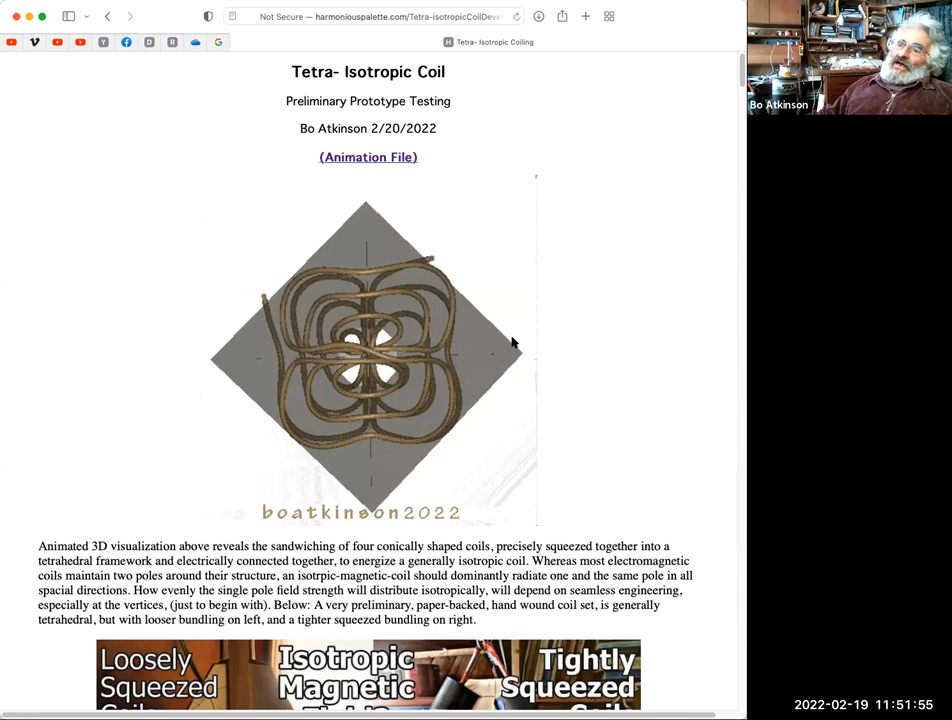 Not Secure — harmoniouspalette.com/Tetra-isotropicCoilDevel
Tetra- Isotropic Coiling
Tetra- Isotropic Coil
Preliminary Prototype Testing
Bo Atkinson 2/20/2022
(Animation File)
boatkinson2022
Animated 3D visualization above reveals the sandwiching of four conically shaped coils, precisely squeezed together into a
tetrahedral framework and electrically connected together, to energize a generally isotropic coil. Whereas most electromagnetic
coils maintain two poles around their structure, an isotrpic-magnetic-coil should dominantly radiate one and the same pole in all
spacial directions. How evenly the single pole field strength will distribute isotropically, will depend on seamless engineering,
especially at the vertices, (just to begin with). Below: A very preliminary, paper-backed, hand wound coil set, is generally
tetrahedral, but with looser bundling on left, and a tighter squeezed bundling on right.
Loosely Isotropic Tightly
Squeezed Magnetic Squeezed
Bo Atkinson
2022-02-19 11:51:55